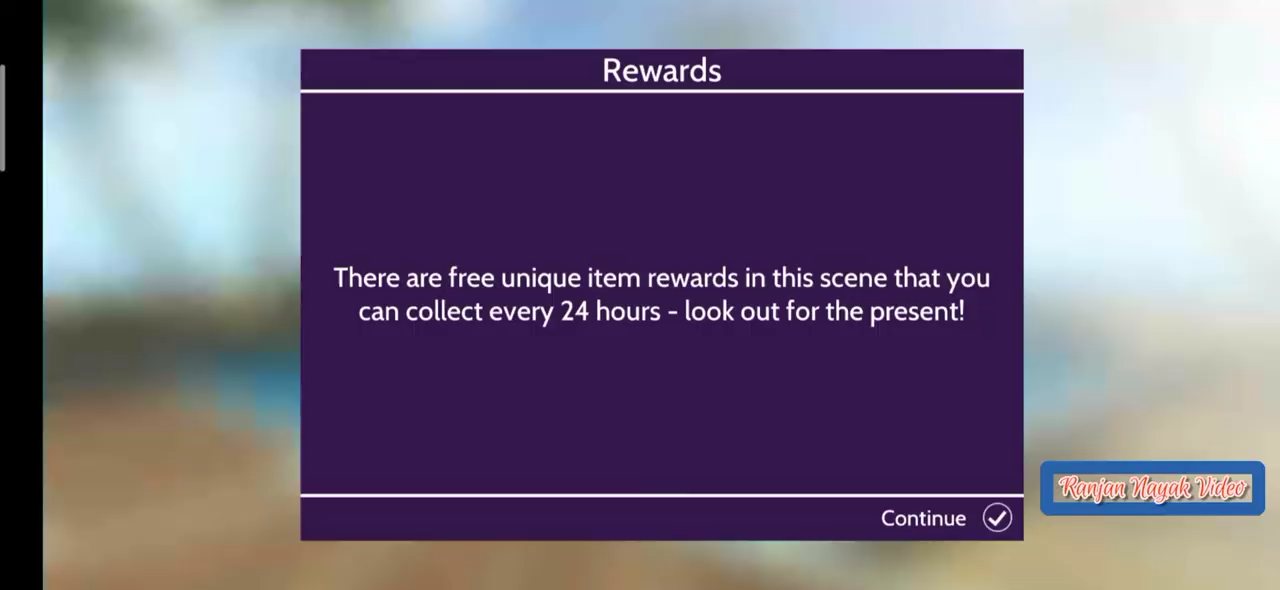 Rewards
There are free unique item rewards in this scene that you
can collect every 24 hours - look out for the present!
Continue
Ranjan Nayak Video